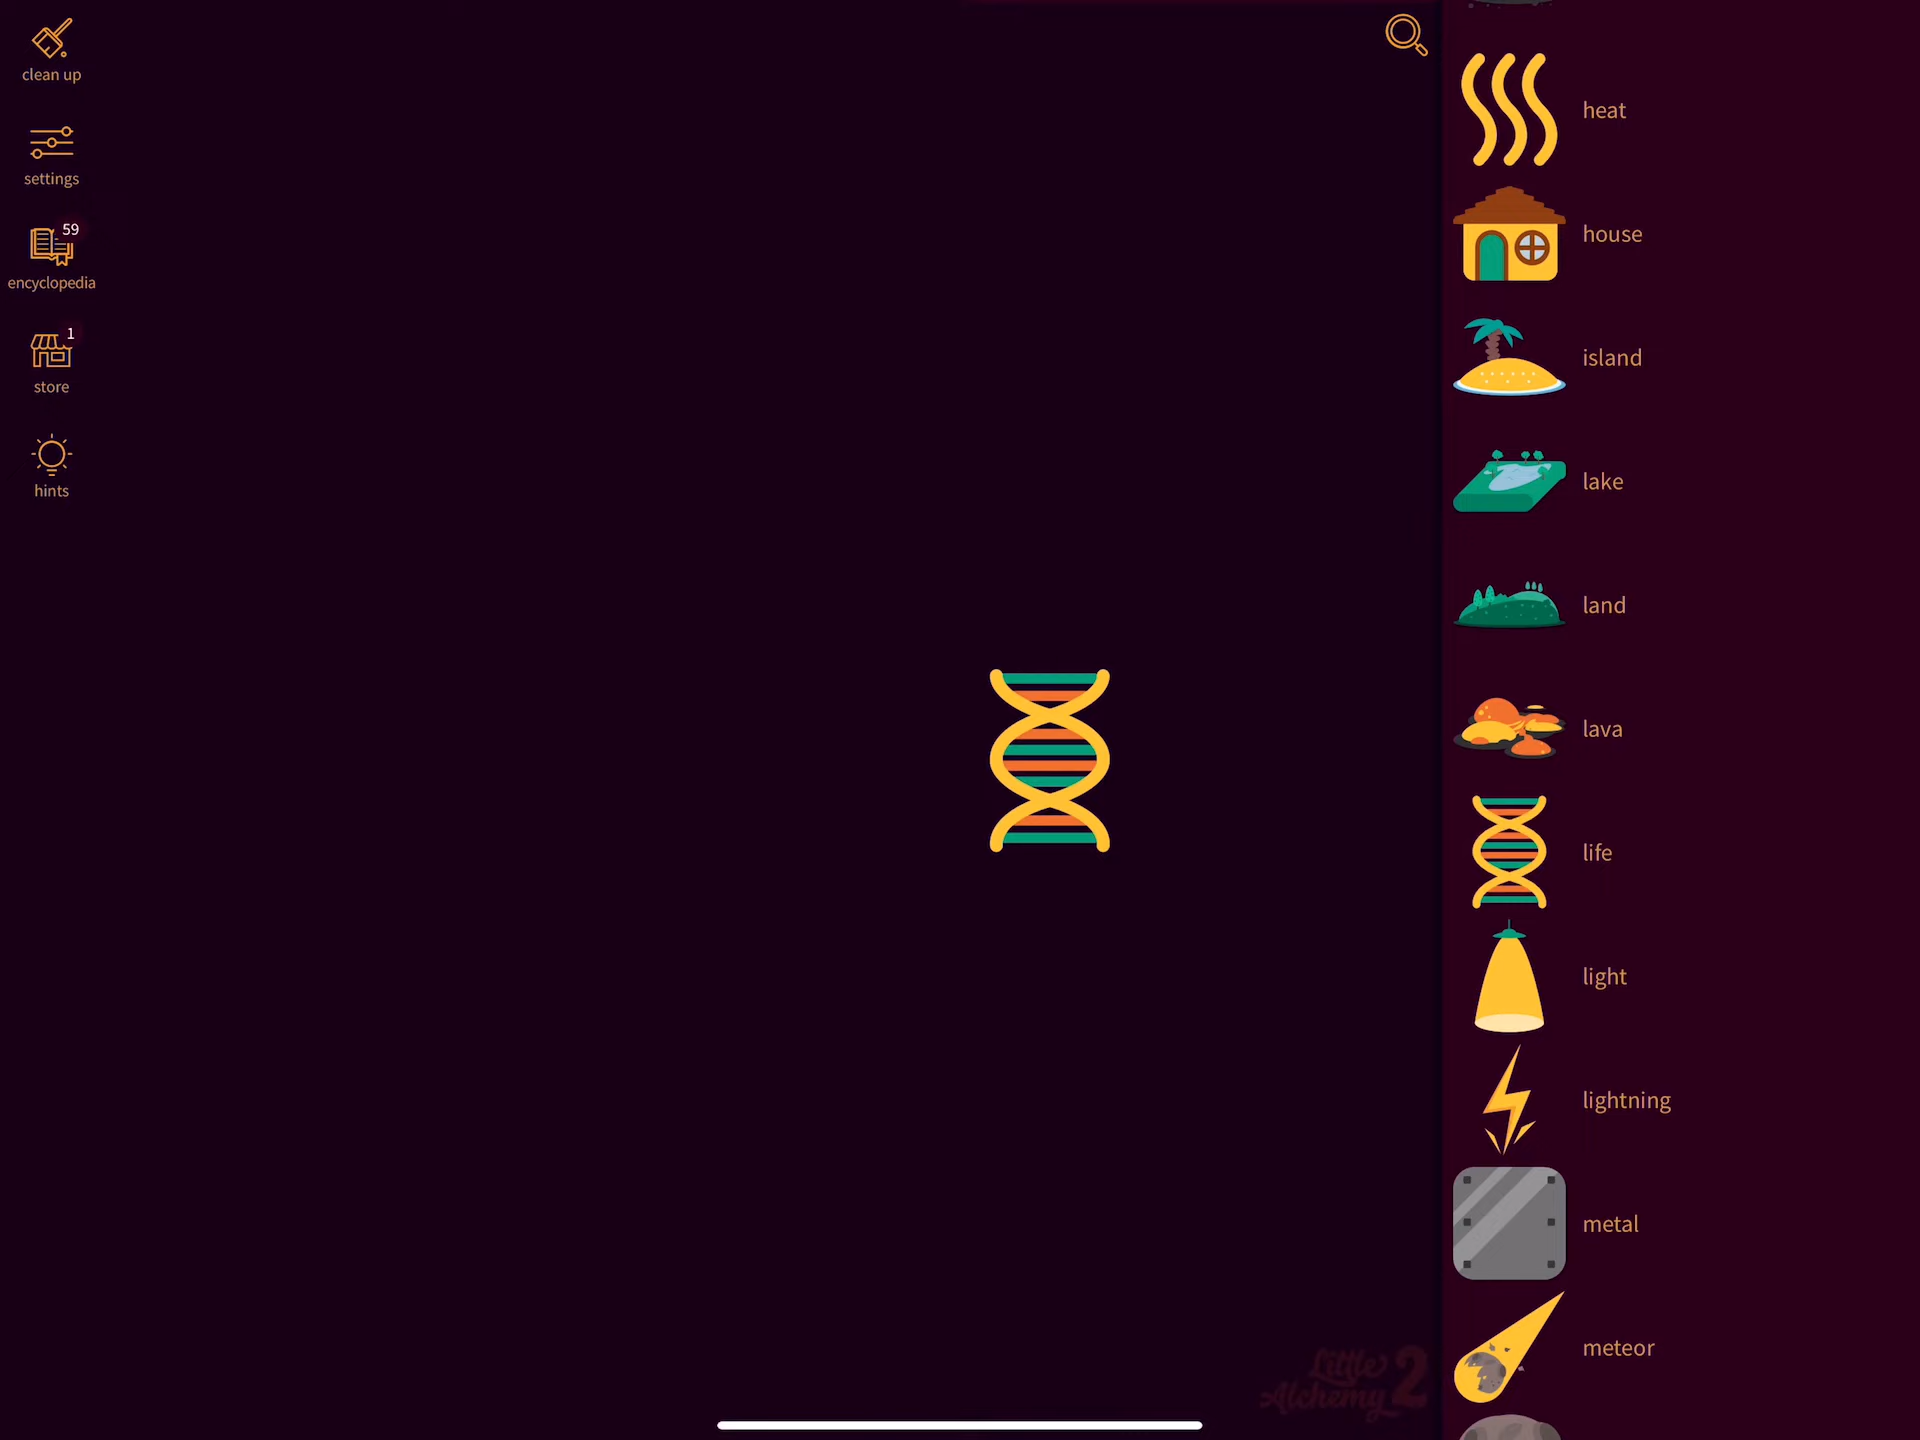 clean up
settings
59
encyclopedia
1
store
hints
heat
house
island
lake
land
lava
life
light
lightning
metal
meteor
Little
Alchemy 2